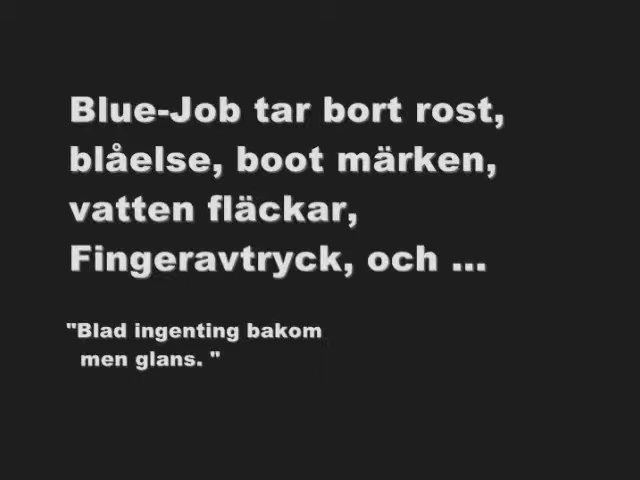 Blue-Job tar bort rost,
blåelse, boot märken,
vatten fläckar,
Fingeravtryck, och ...
"Blad ingenting bakom
men glans. "